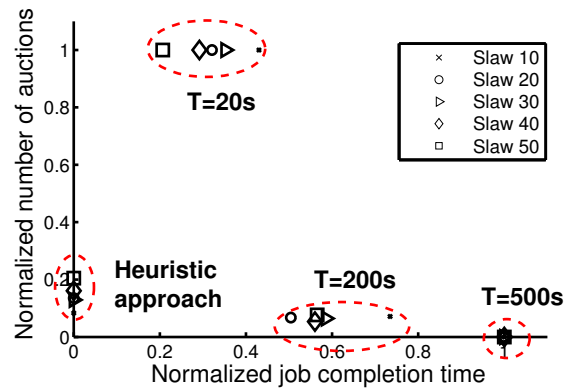 1
0.8
0.6
0.4
0.2
0
0
0.2
0.4
0.6
0.8
1
Normalized number of auctions
Normalized job completion time
Slaw 10
Slaw 20
Slaw 30
Slaw 40
Slaw 50
T=20s
Heuristic
approach
T=200s
T=500s